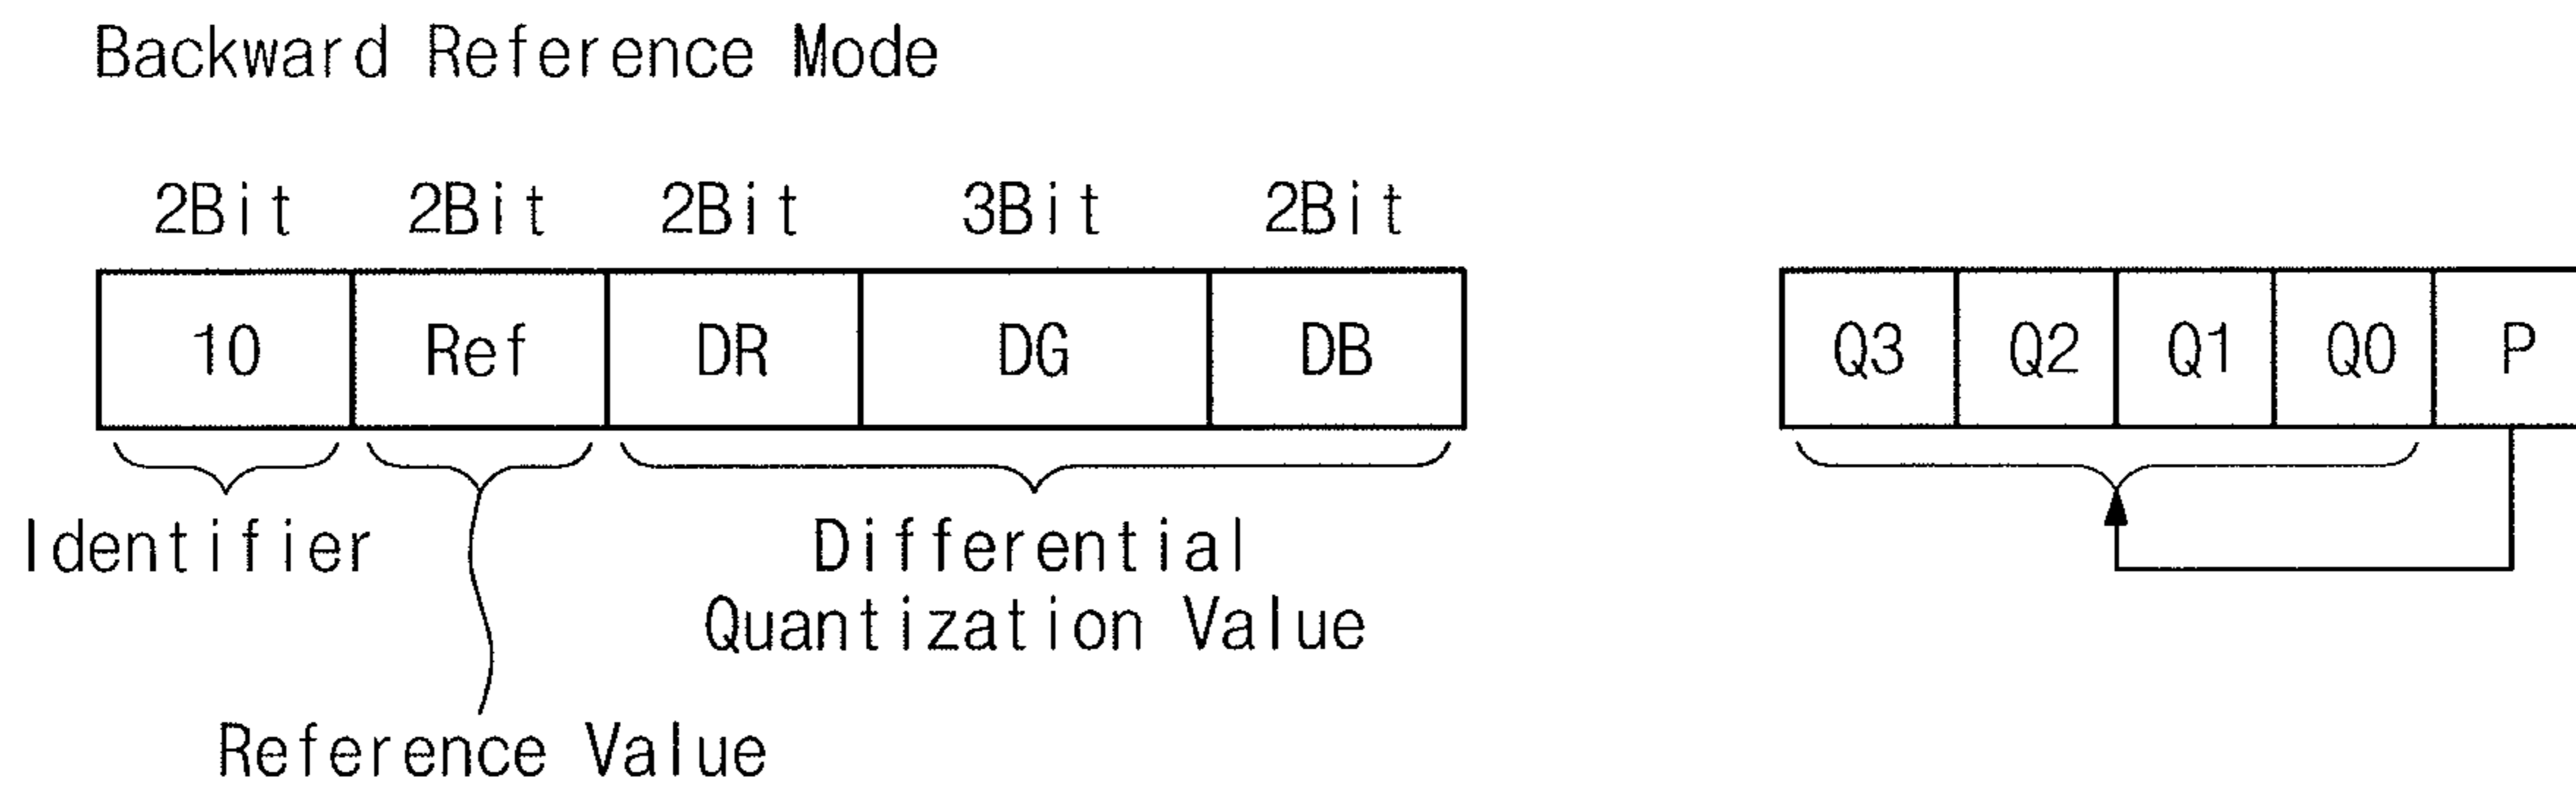 Backward Reference Mode
2Bit 2Bit 2Bit 3Bit 2Bit
10 Ref DR DG DB
Q3 Q2 Q1 Q0 P
Identifier
Differential
Quantization Value
Reference Value